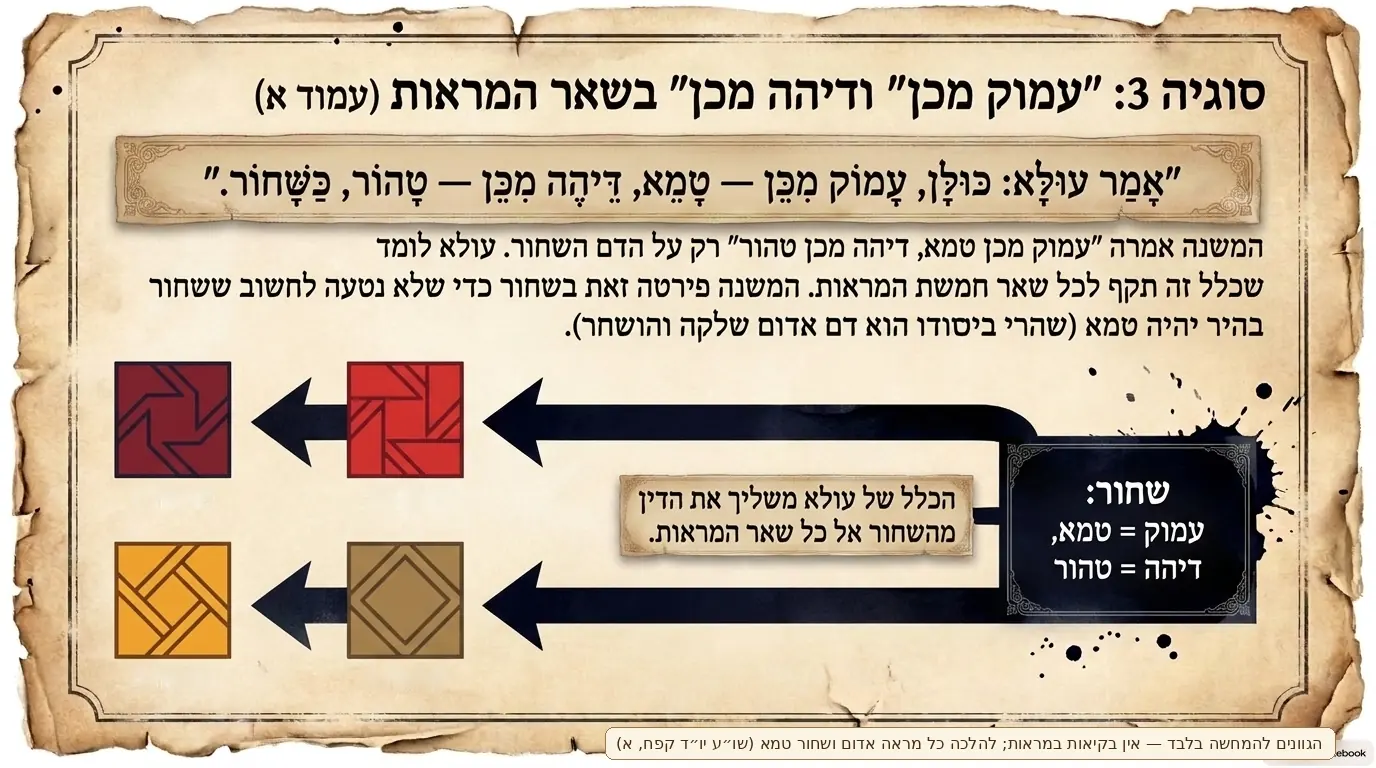 סוגיה 3: "עמוק מכן" ודיהה מכן" בשאר המראות (עמוד א)
"אָמַר עוּלָּא: כּוּלָּן, עָמוֹק מִכֵּן — טָמֵא, דֵּיהֶה מִכֵּן — טָהוֹר, כַּשָּׁחוֹר."
המשנה אמרה "עמוק מכן טמא, דיהה מכן טהור" רק על הדם השחור. עולא לומד
שכלל זה תקף לכל שאר חמשת המראות. המשנה פירטה זאת בשחור כדי שלא נטעה לחשוב ששחור
בהיר יהיה טמא (שהרי ביסודו הוא דם אדום שלקה והושחר).
שחור:
עמוק = טמא,
דיהה = טהור
הכלל של עולא משליך את הדין
מהשחור אל כל שאר המראות.
הגוונים להמחשה בלבד — אין בקיאות במראות; להלכה כל מראה אדום ושחור טמא (שו״ע יו״ד קפח, א)